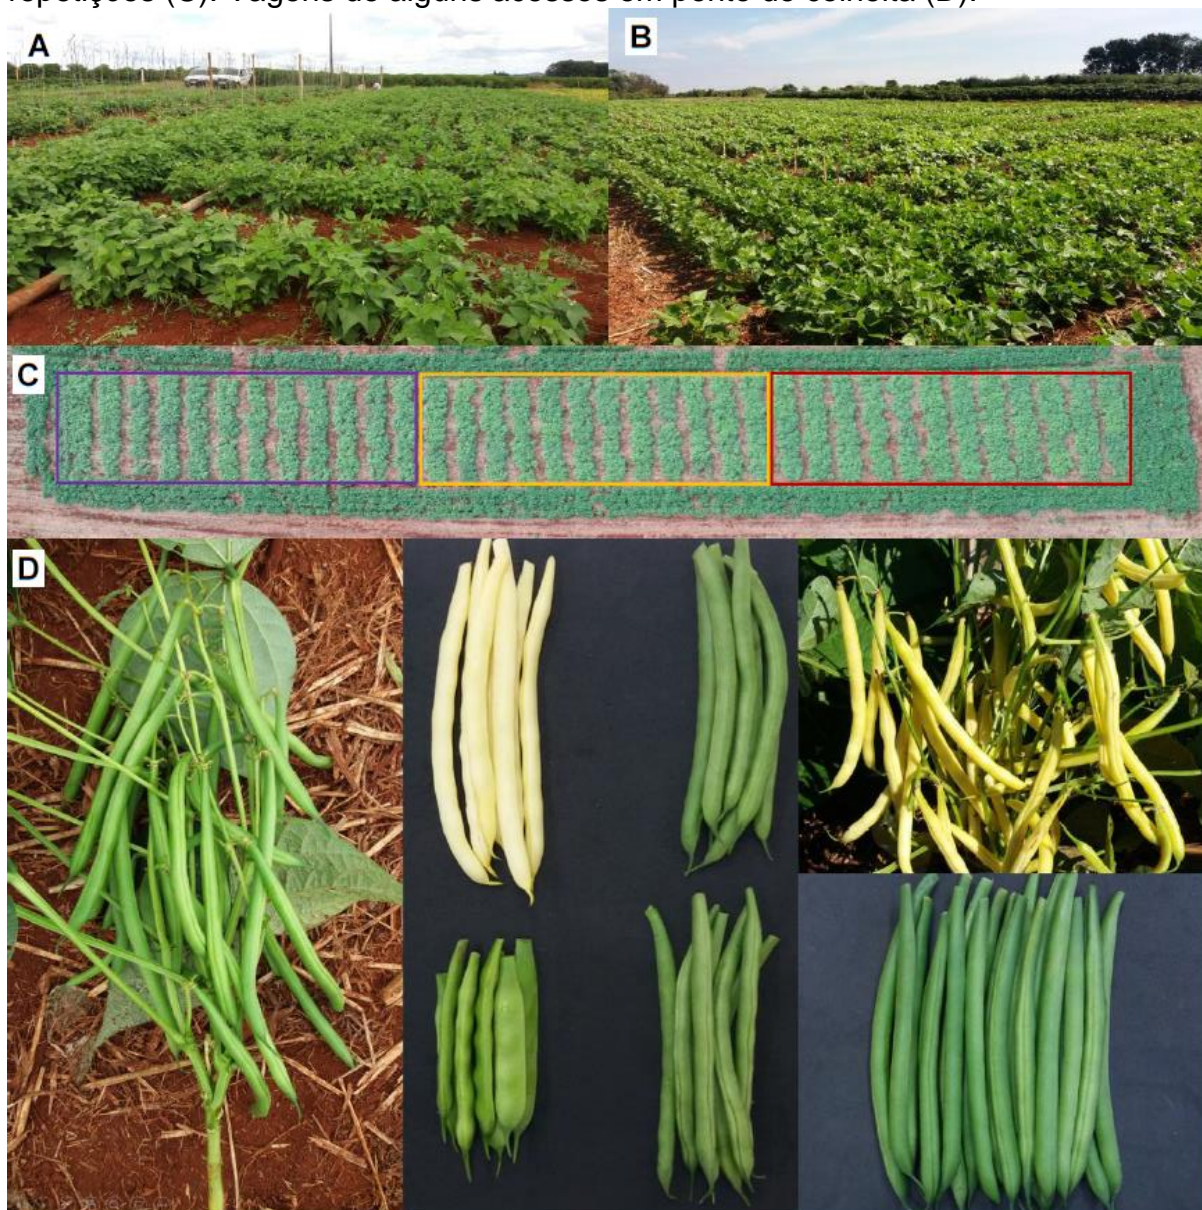 repetições (C). Vagens de alguns acessos em ponto de colheita (D).
A
B
C
D